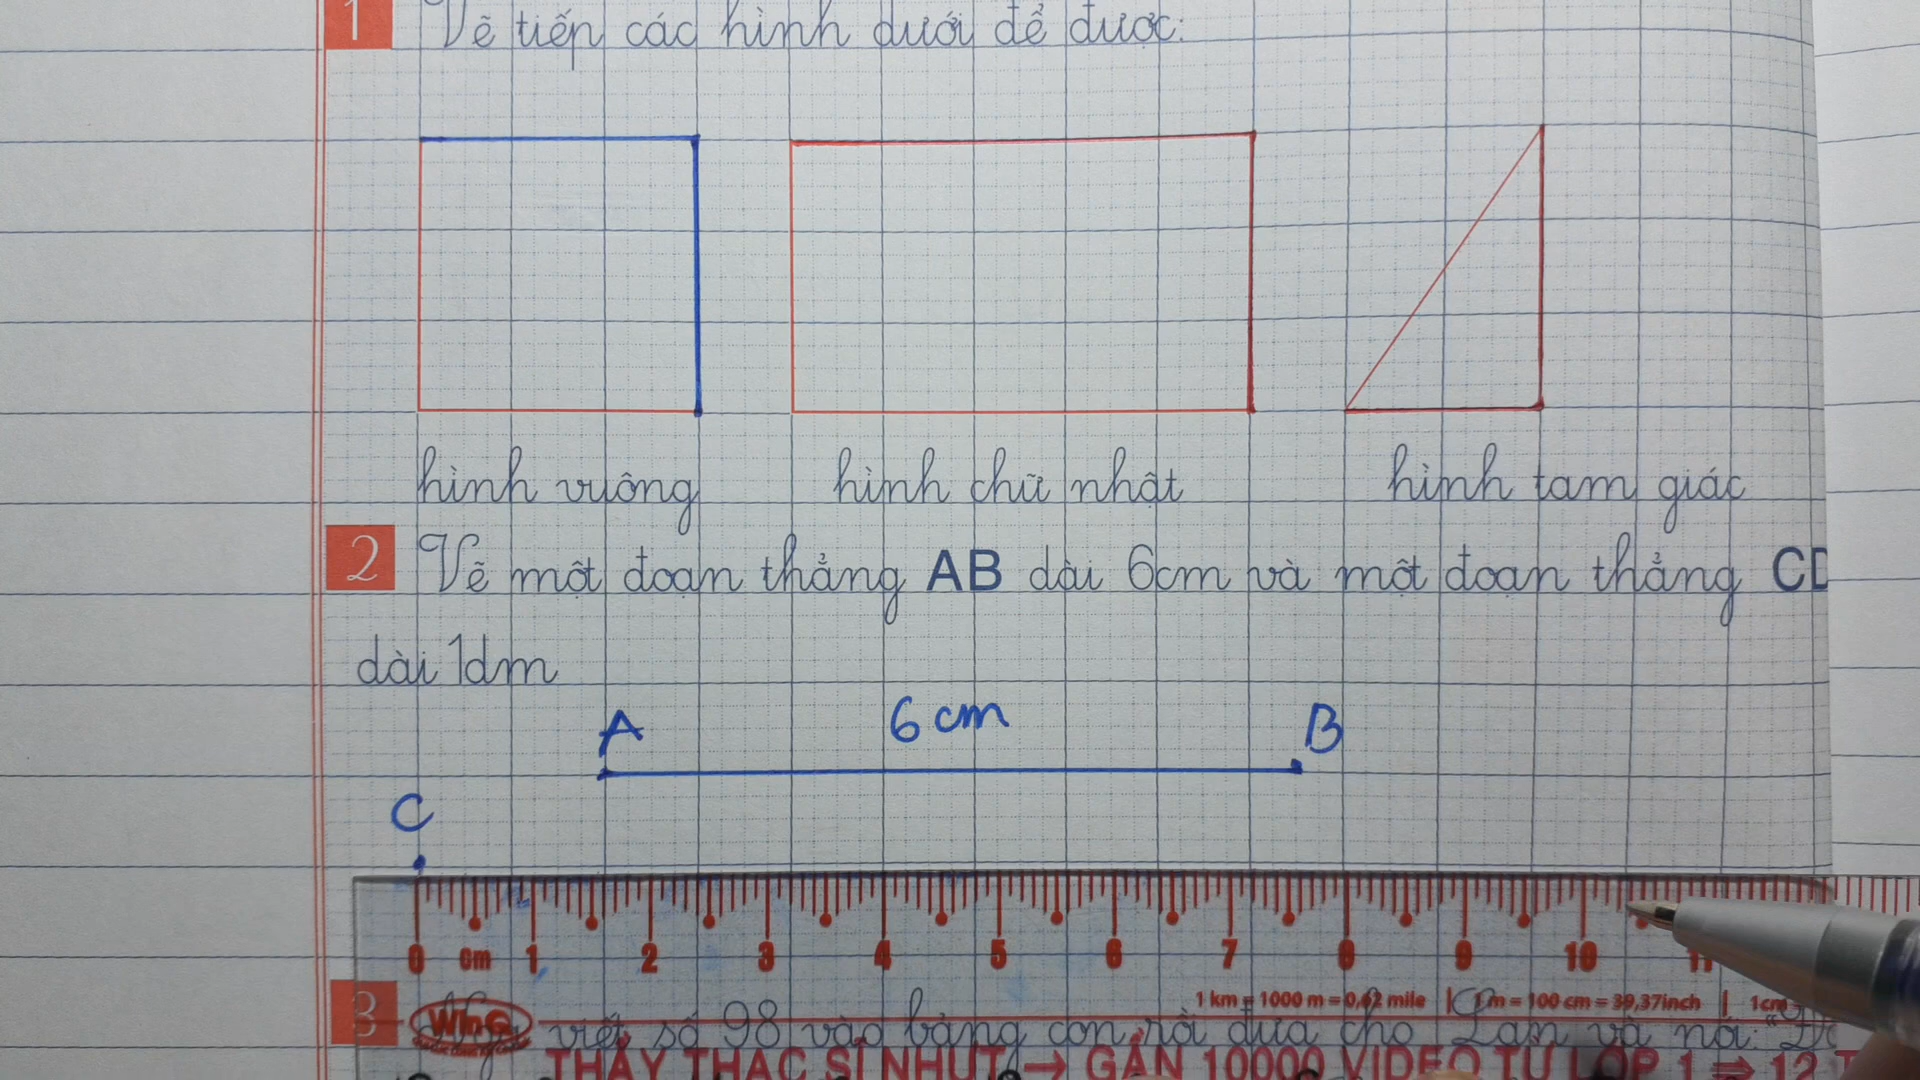 1 Vẽ tiếp các hình dưới để được:
hình vuông hình chữ nhật hình tam giác
2 Vẽ một đoạn thẳng AB dài 6cm và một đoạn thẳng CD
dài 1dm
A 6 cm B
C
0 cm 1 2 3 4 5 6 7 8 9 10 11
1 km = 1000 m = 0,62 mile 1 m = 100 cm = 39,37inch 1cm
3 WinG viết số 98 vào bảng con rồi đưa cho Lan và nói:
THẦY THẠC SĨ NHỰT → GẦN 10000 VIDEO TỪ LỚP 1 ⇒ 12